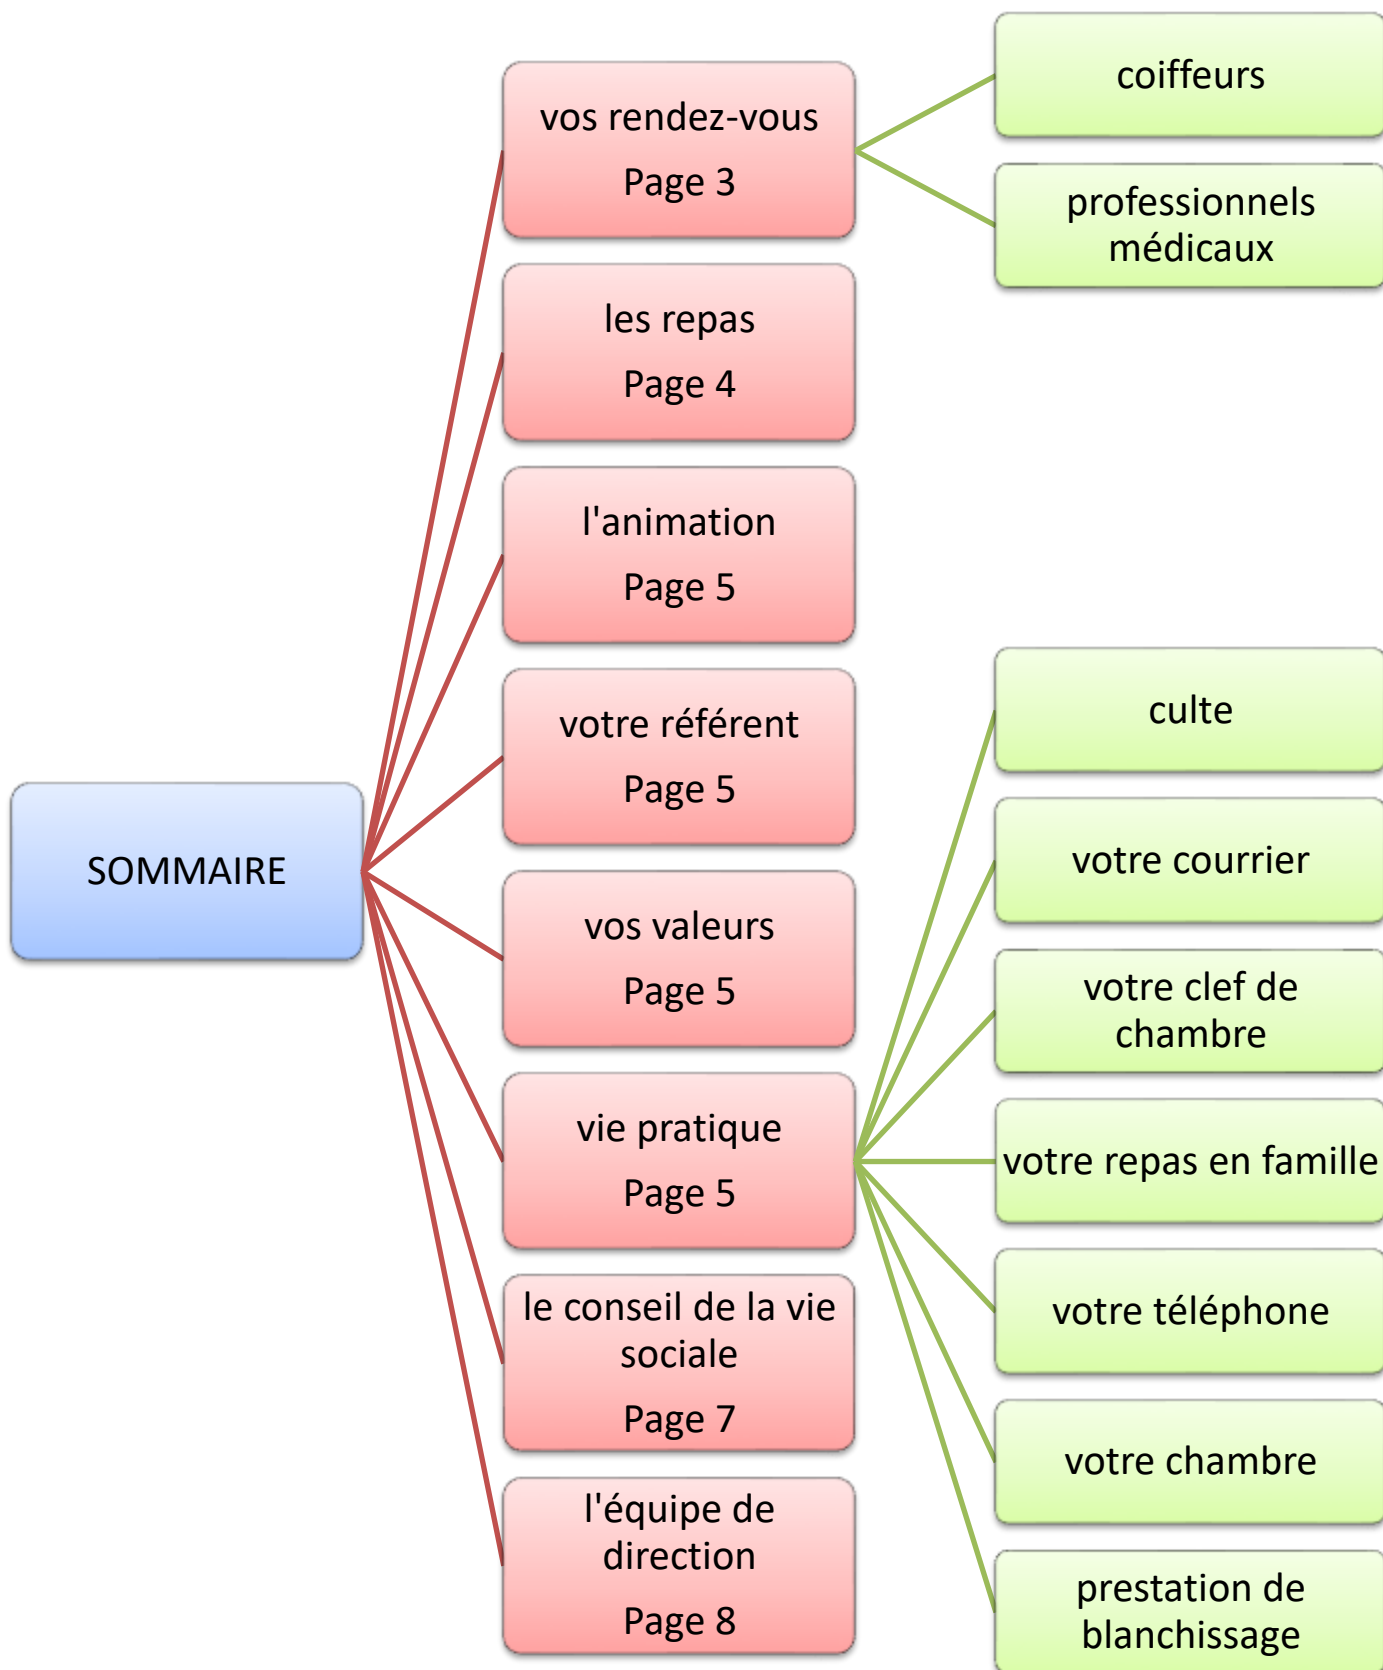 SOMMAIRE
vos rendez-vous
Page 3
coiffeurs
professionnels
médicaux
les repas
Page 4
l'animation
Page 5
votre référent
Page 5
vos valeurs
Page 5
vie pratique
Page 5
culte
votre courrier
votre clef de
chambre
votre repas en famille
votre téléphone
votre chambre
prestation de
blanchissage
le conseil de la vie
sociale
Page 7
l'équipe de
direction
Page 8